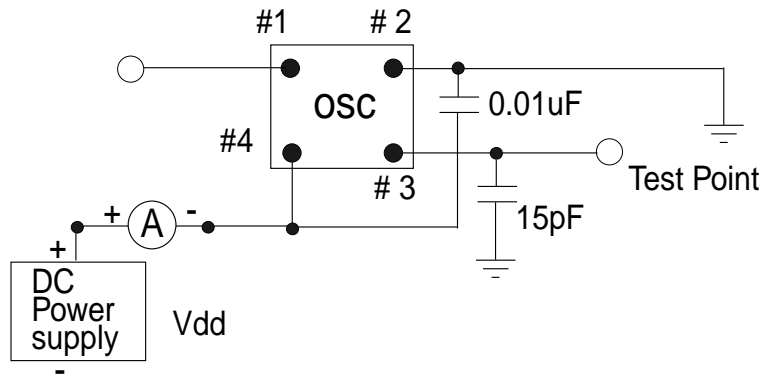 #1
# 2
OSC
0.01uF
#4
# 3
Test Point
15pF
+
A
-
+
DC
Power
supply
Vdd
-